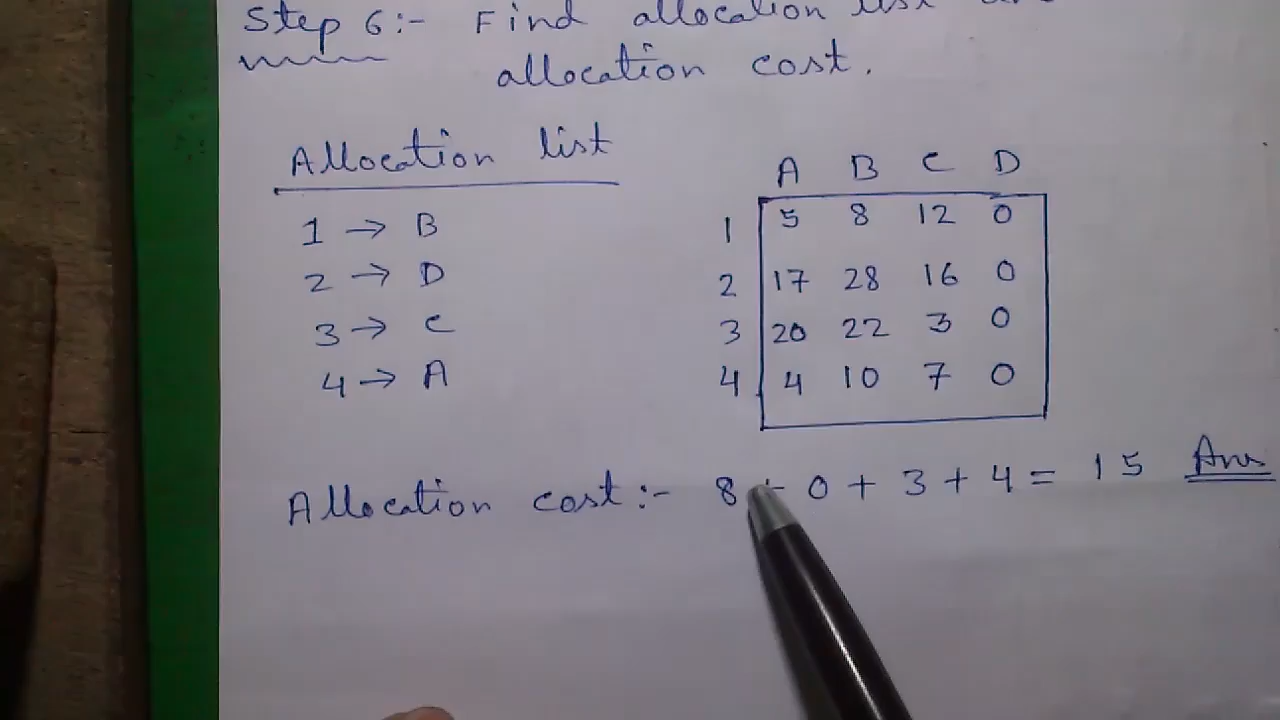 Step 6:- Find allocation list
allocation cost.
Allocation list
1 → B
2 → D
3 → C
4 → A
A B C D
1 5 8 12 0
2 17 28 16 0
3 20 22 3 0
4 4 10 7 0
Allocation cost:- 8 + 0 + 3 + 4 = 15 Ans